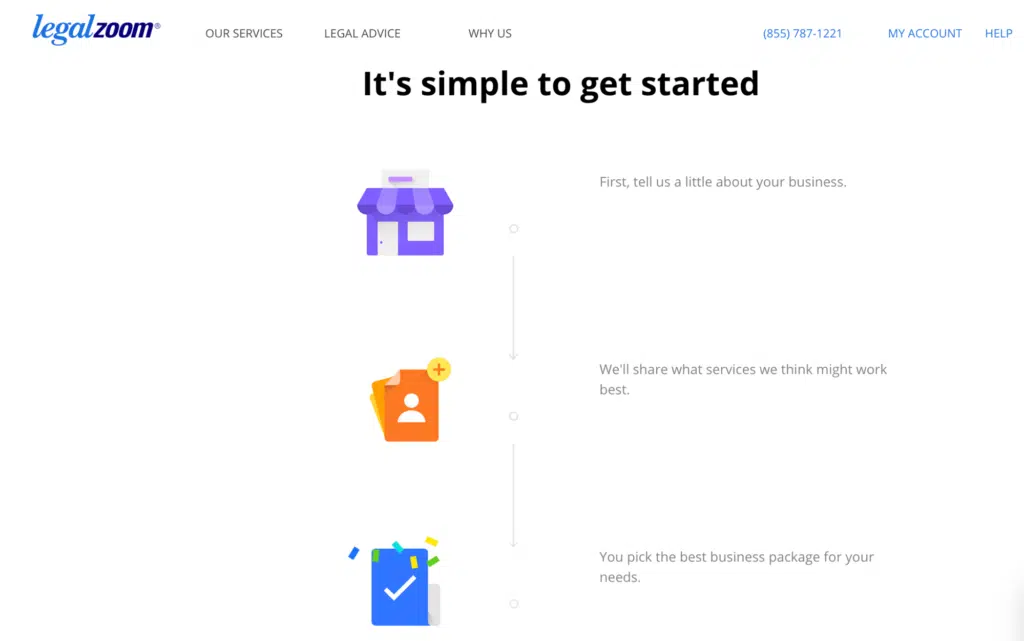 legalzoom®
OUR SERVICES
LEGAL ADVICE
WHY US
(855) 787-1221
MY ACCOUNT
HELP
It's simple to get started
First, tell us a little about your business.
We'll share what services we think might work
best.
You pick the best business package for your
needs.